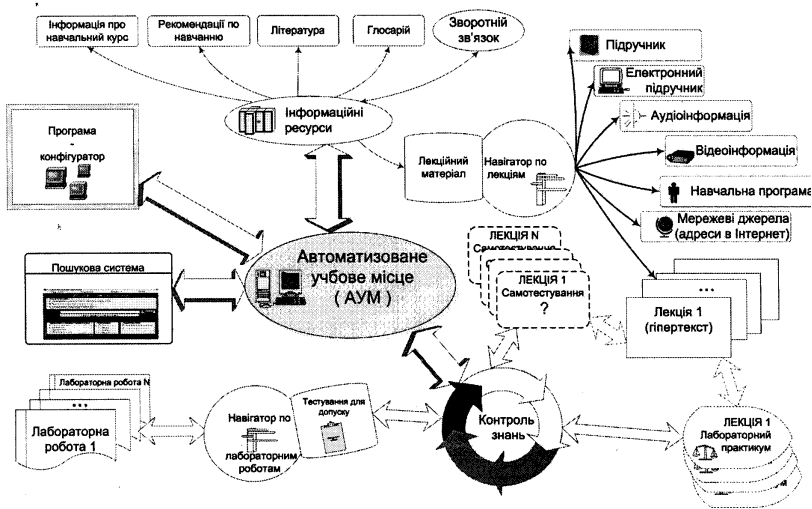 Інформація про
навчальний курс
Рекомендації по
навчанню
Література
Глосарій
Зворотній
зв'язок
Підручник
Електронний
підручник
Аудіоінформація
Відеоінформація
Навчальна програма
Мережеві джерела
(адреси в Інтернет)
Інформаційні
ресурси
Програма
-
конфігуратор
Лекційний
матеріал
Навігатор по
лекціям
Автоматизоване
учбове місце
( АУМ )
Пошукова система
ЛЕКЦІЯ N
Самотестування
ЛЕКЦІЯ 1
Самотестування
?
...
Лекція 1
(гіпертекст)
Лабораторна робота N
...
Лабораторна
робота 1
Навігатор по
лабораторним
роботам
Тестування для
допуску
Контроль
знань
ЛЕКЦІЯ 1
Лабораторний
практикум